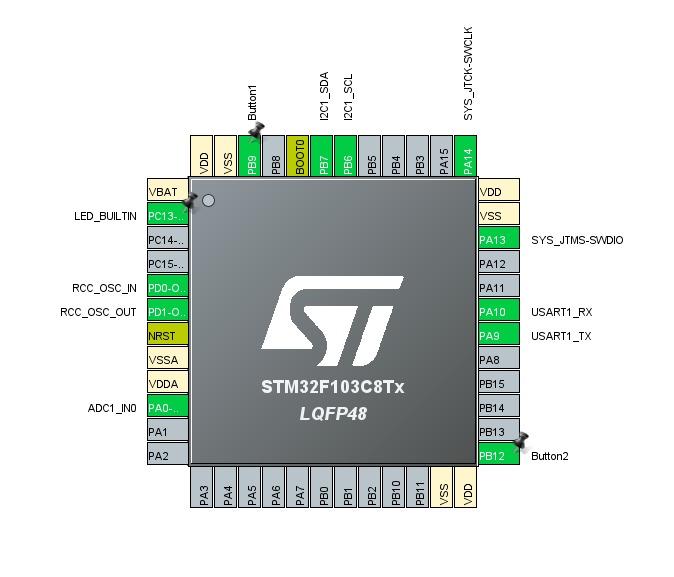 SYS_JTCK-SWCLK
Button1
I2C1_SDA
I2C1_SCL
VDD
VSS
PB9
PB8
BOOT0
PB7
PB6
PB5
PB4
PB3
PA15
PA14
VBAT
LED_BUILTIN
PC13-..
PC14-..
PC15-..
RCC_OSC_IN
PD0-O..
RCC_OSC_OUT
PD1-O..
NRST
VSSA
VDDA
ADC1_IN0
PA0-..
PA1
PA2
VDD
VSS
PA13
SYS_JTMS-SWDIO
PA12
PA11
PA10
USART1_RX
PA9
USART1_TX
PA8
PB15
PB14
PB13
PB12
Button2
ST
STM32F103C8Tx
LQFP48
PA3
PA4
PA5
PA6
PA7
PB0
PB1
PB2
PB10
PB11
VSS
VDD